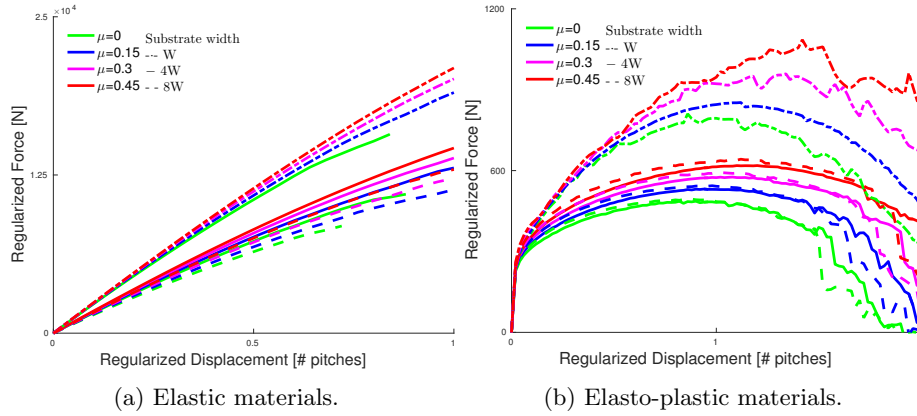 2.5 ×10⁴
μ=0 Substrate width
μ=0.15 -·- W
μ=0.3 – 4W
μ=0.45 - - 8W
Regularized Force [N]
1.25
0
0 0.5 1
Regularized Displacement [# pitches]
(a) Elastic materials.
1200
μ=0 Substrate width
μ=0.15 -·- W
μ=0.3 – 4W
μ=0.45 - - 8W
Regularized Force [N]
600
0
0 1
Regularized Displacement [# pitches]
(b) Elasto-plastic materials.